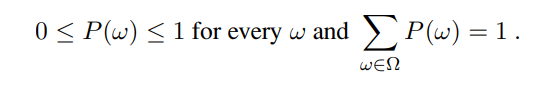 0 ≤ P(ω) ≤ 1 for every ω and ∑ P(ω) = 1 .
ω∈Ω